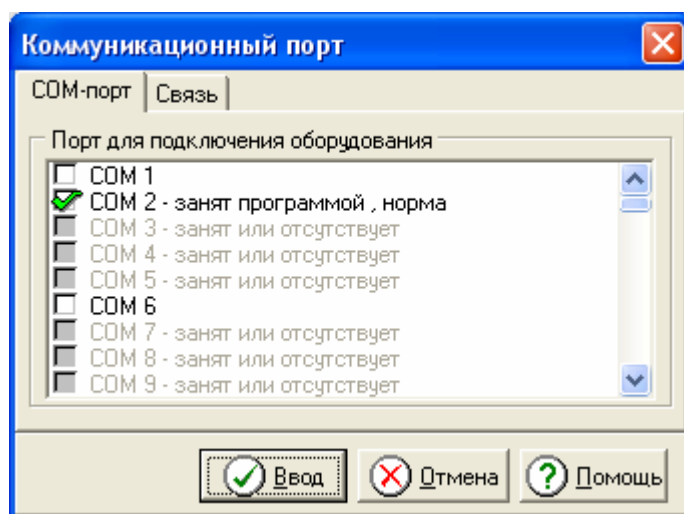 Коммуникационный порт
COM-порт Связь
Порт для подключения оборудования
COM 1
COM 2 - занят программой , норма
COM 3 - занят или отсутствует
COM 4 - занят или отсутствует
COM 5 - занят или отсутствует
COM 6
COM 7 - занят или отсутствует
COM 8 - занят или отсутствует
COM 9 - занят или отсутствует
Ввод Отмена Помощь